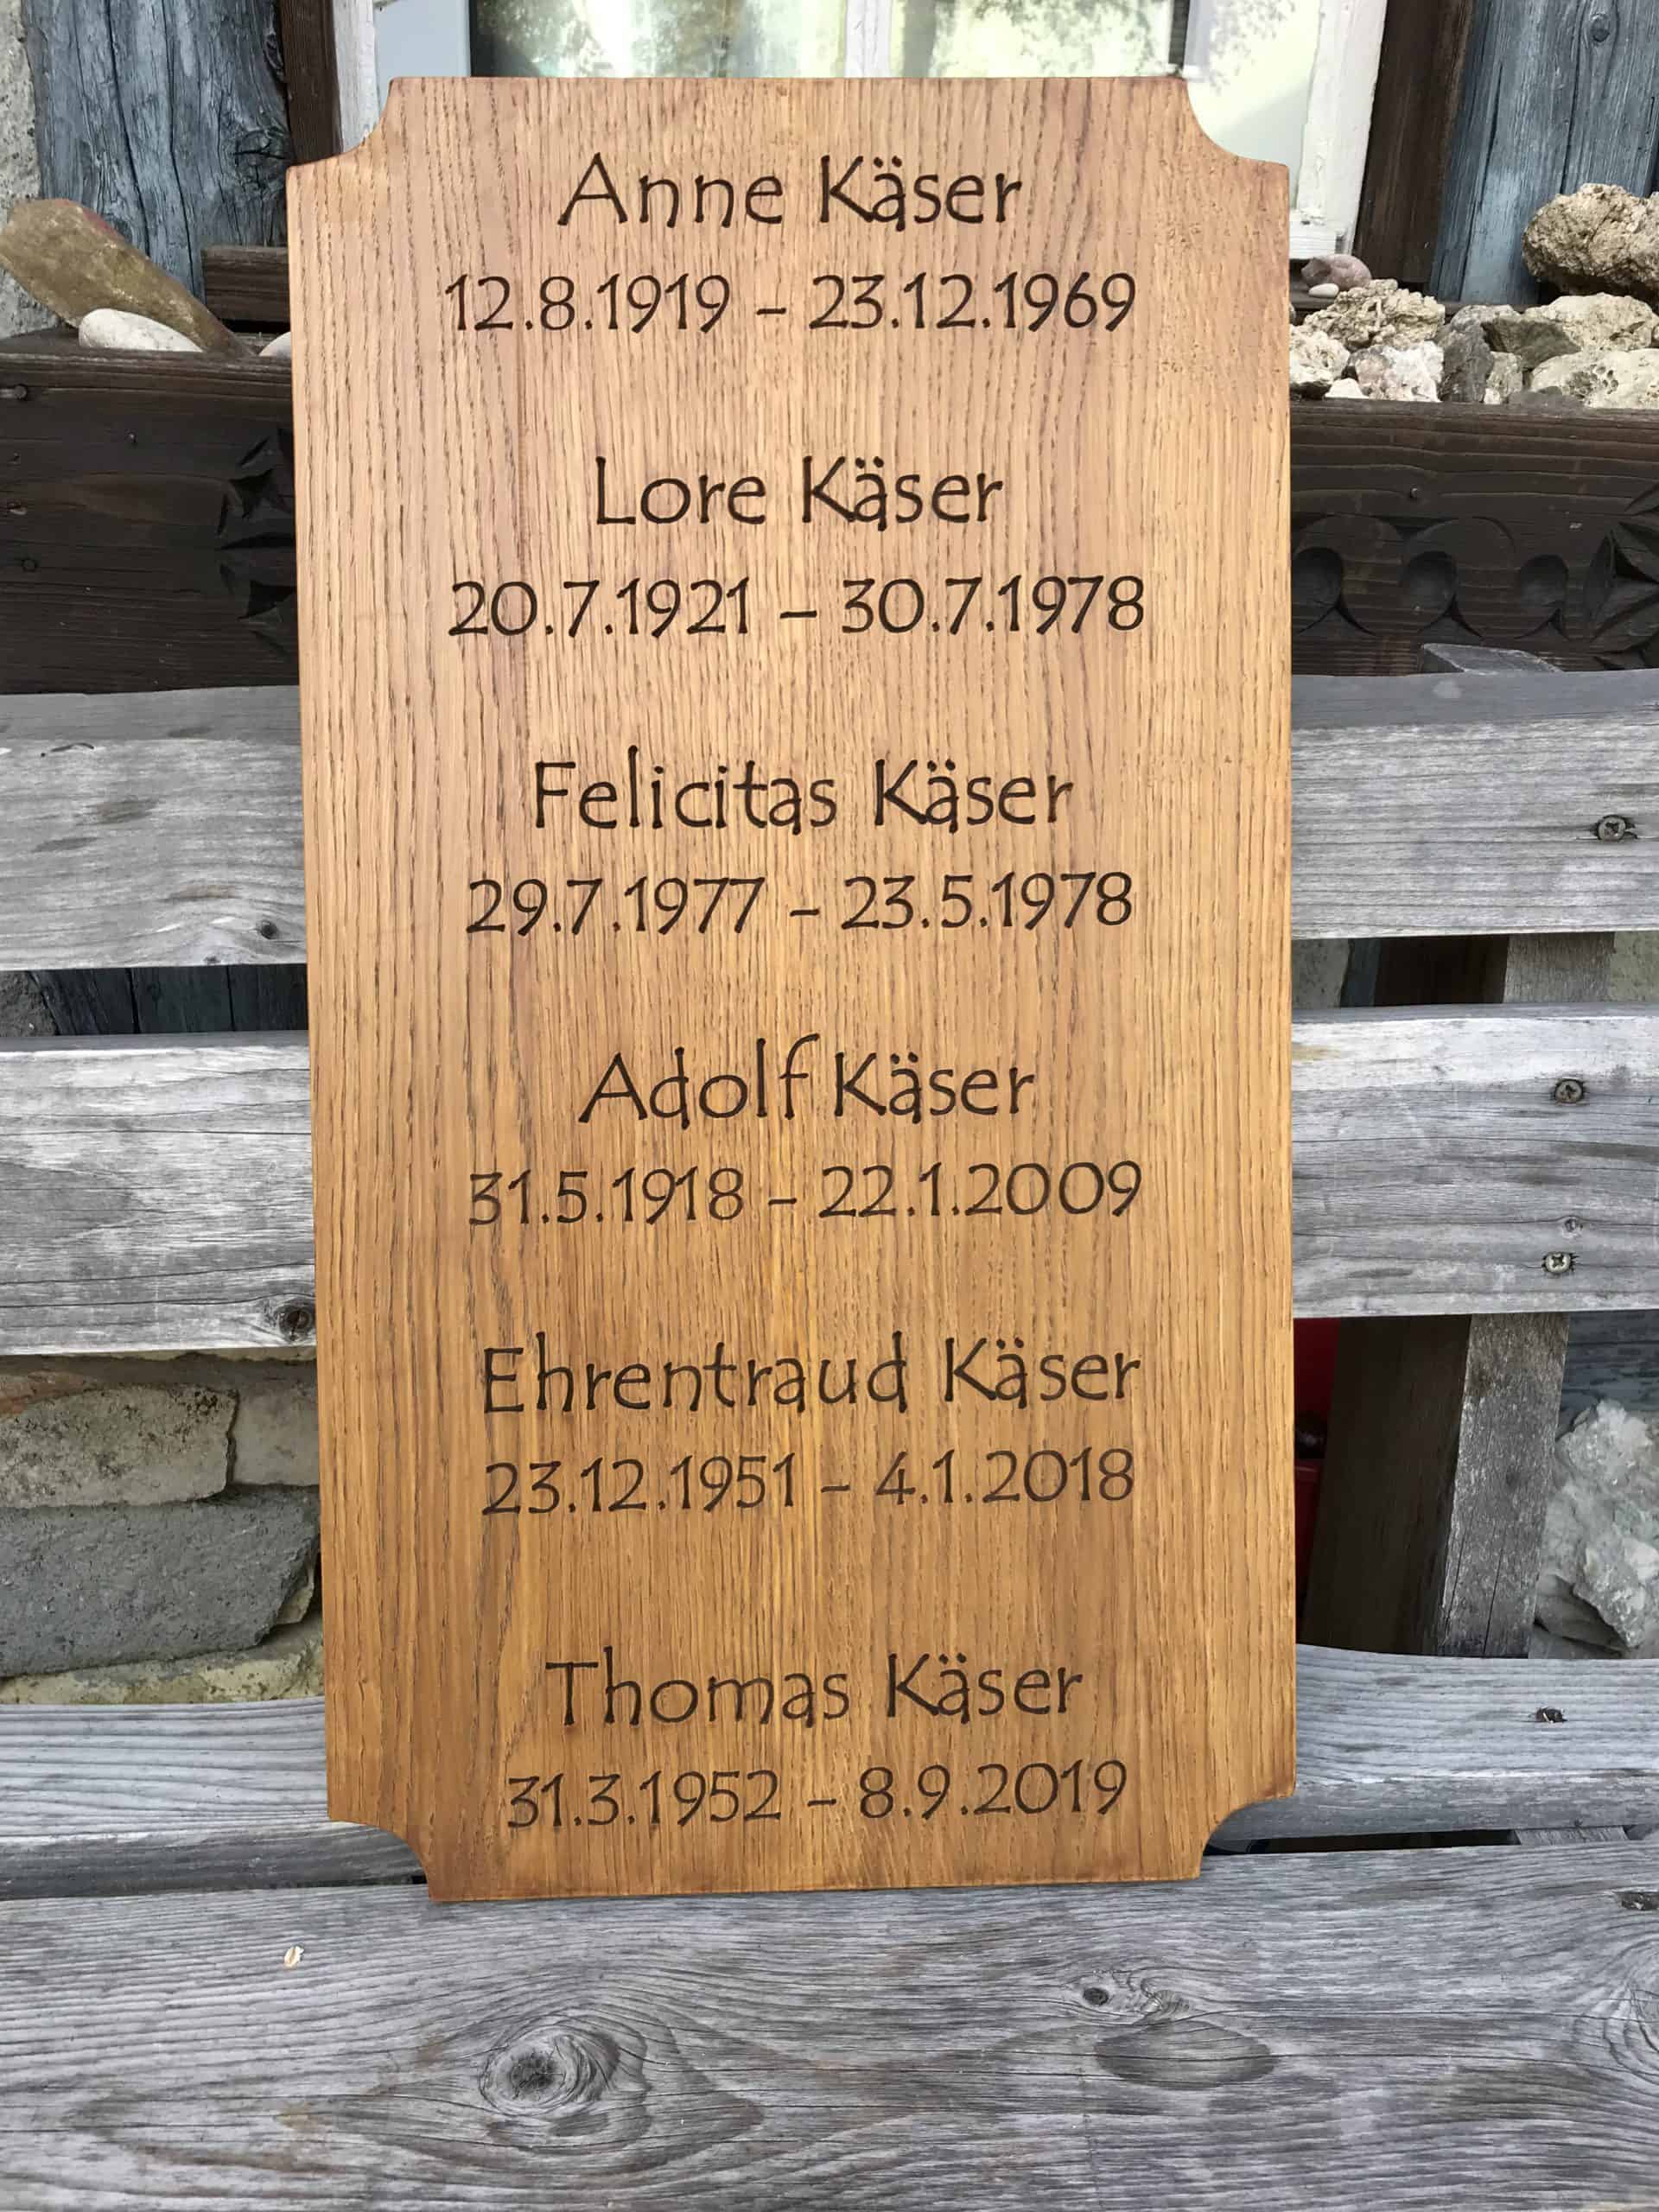 Anne Käser
12.8.1919 – 23.12.1969
Lore Käser
20.7.1921 – 30.7.1978
Felicitas Käser
29.7.1977 – 23.5.1978
Adolf Käser
31.5.1918 – 22.1.2009
Ehrentraud Käser
23.12.1951 – 4.1.2018
Thomas Käser
31.3.1952 – 8.9.2019